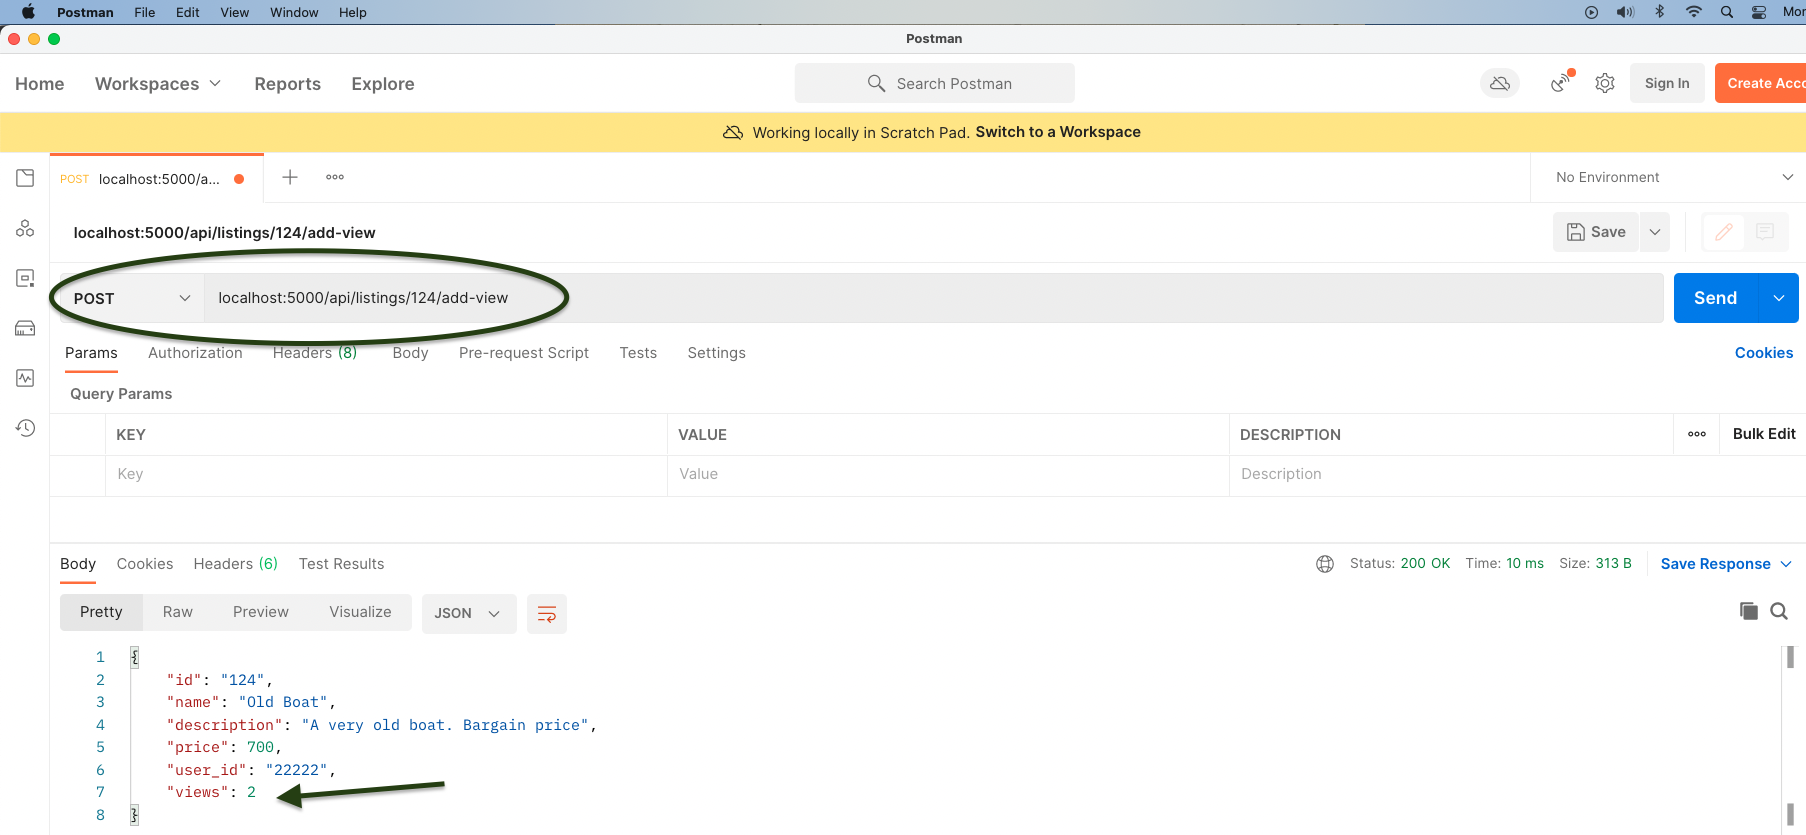 Postman File Edit View Window Help Mon
Postman
Home Workspaces Reports Explore Search Postman Sign In Create Acco
Working locally in Scratch Pad. Switch to a Workspace
POST localhost:5000/a... No Environment
localhost:5000/api/listings/124/add-view Save
POST localhost:5000/api/listings/124/add-view Send
Params Authorization Headers (8) Body Pre-request Script Tests Settings Cookies
Query Params
KEY VALUE DESCRIPTION Bulk Edit
Key Value Description
Body Cookies Headers (6) Test Results Status: 200 OK Time: 10 ms Size: 313 B Save Response
Pretty Raw Preview Visualize JSON
1 {
2 "id": "124",
3 "name": "Old Boat",
4 "description": "A very old boat. Bargain price",
5 "price": 700,
6 "user_id": "22222",
7 "views": 2
8 }